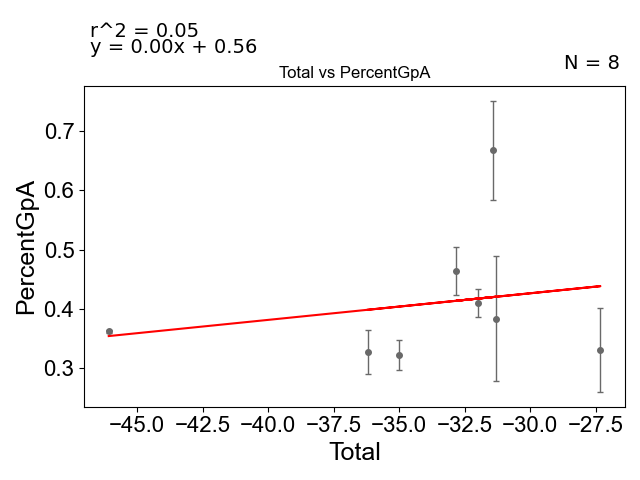 r^2 = 0.05
y = 0.00x + 0.56
N = 8
Total vs PercentGpA
PercentGpA
0.7
0.6
0.5
0.4
0.3
−45.0 −42.5 −40.0 −37.5 −35.0 −32.5 −30.0 −27.5
Total